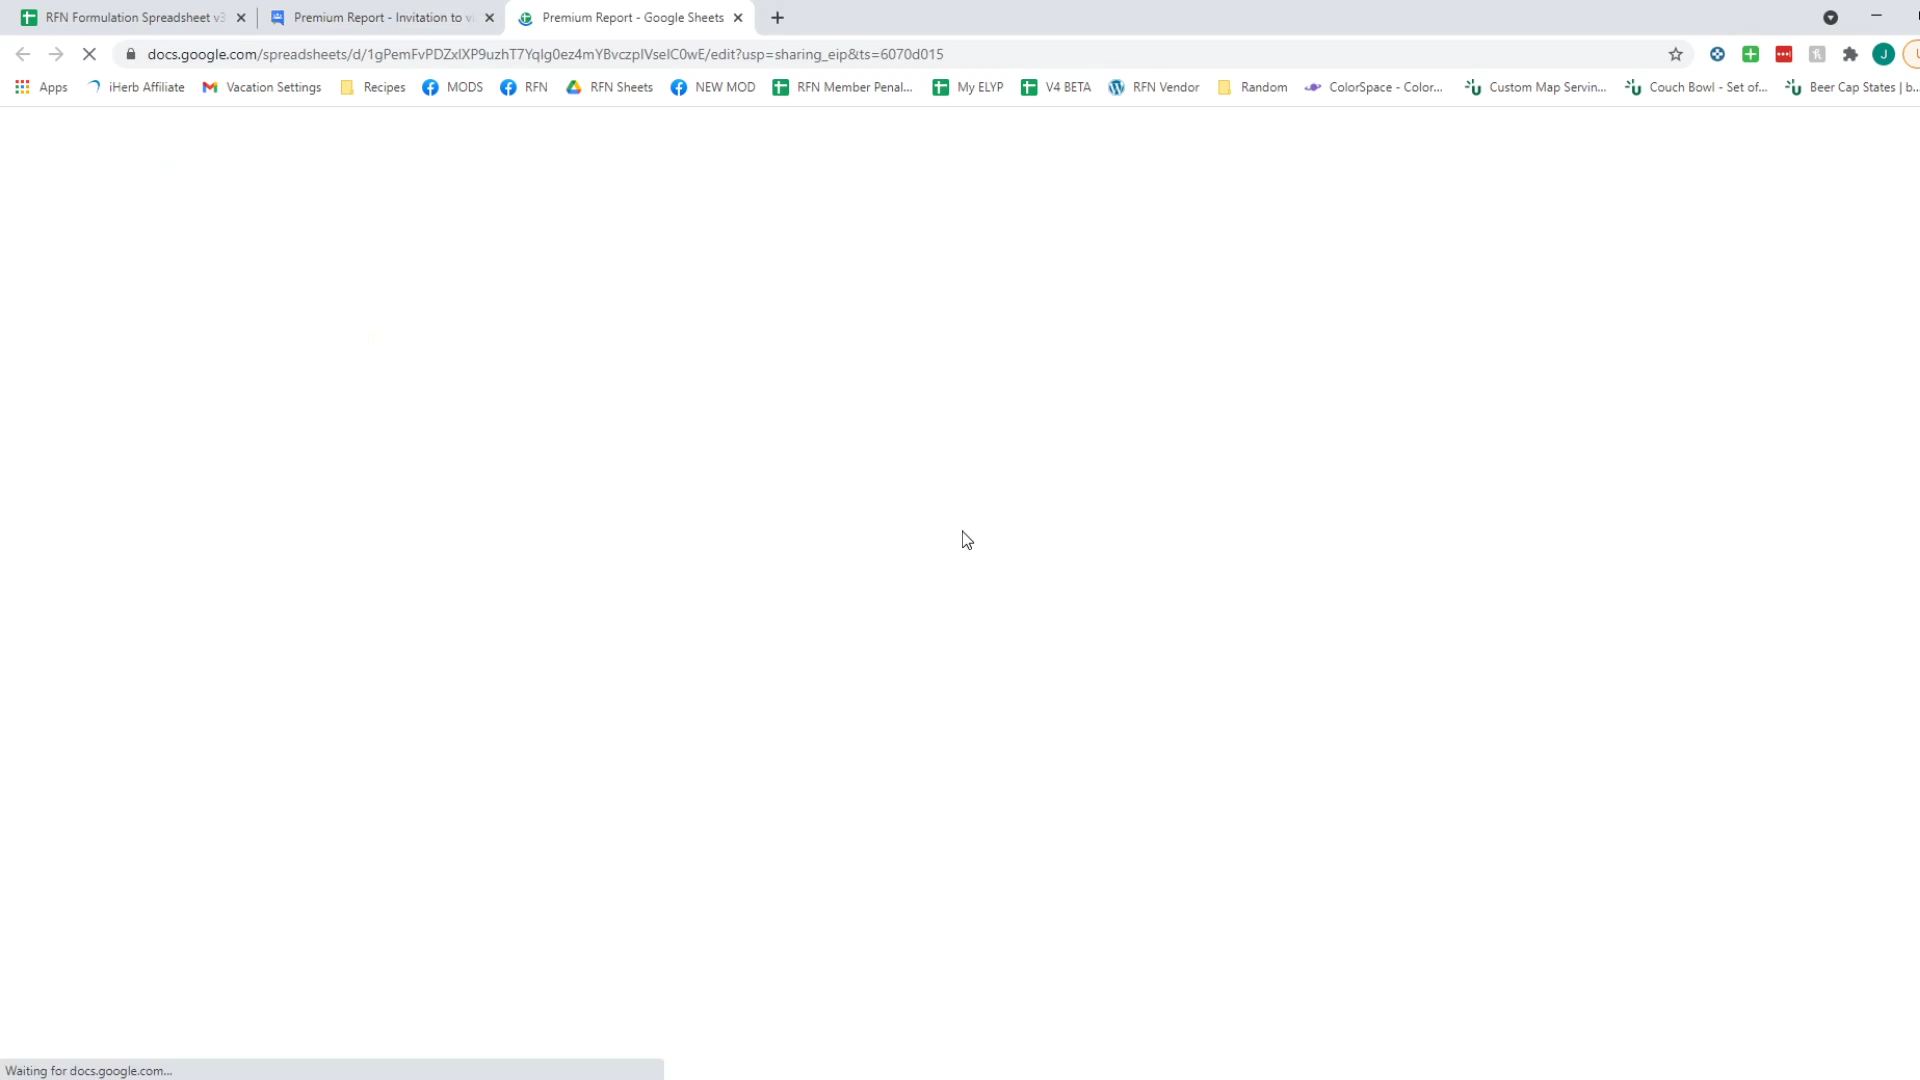 RFN Formulation Spreadsheet v3
Premium Report - Invitation to vi
Premium Report - Google Sheets
docs.google.com/spreadsheets/d/1gPemFvPDZxIXP9uzhT7YqIg0ez4mYBvczpIVseIC0wE/edit?usp=sharing_eip&ts=6070d015
J
Apps iHerb Affiliate Vacation Settings Recipes MODS RFN RFN Sheets NEW MOD RFN Member Penal... My ELYP V4 BETA RFN Vendor Random ColorSpace - Color... Custom Map Servin... Couch Bowl - Set of... Beer Cap States | b...
Waiting for docs.google.com...